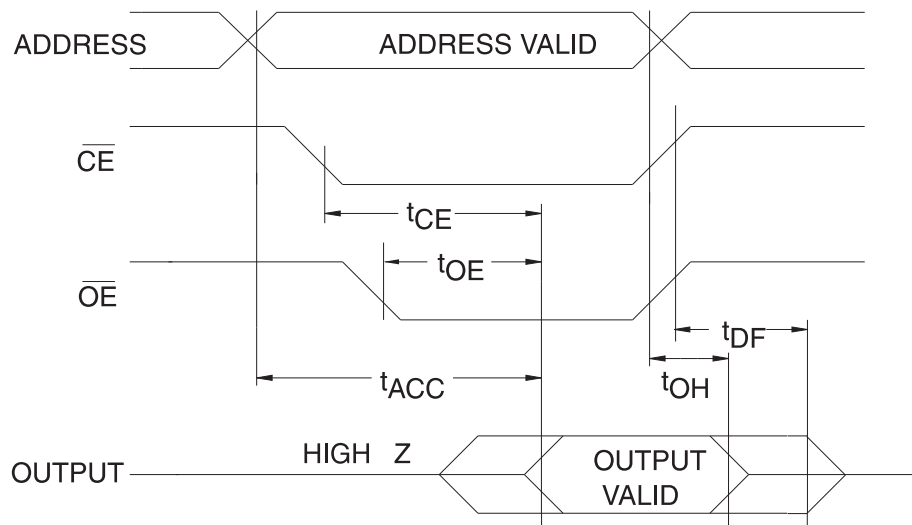 ADDRESS ADDRESS VALID
CE
tCE
tOE
OE
tDF
tACC
tOH
HIGH Z
OUTPUT
OUTPUT
VALID